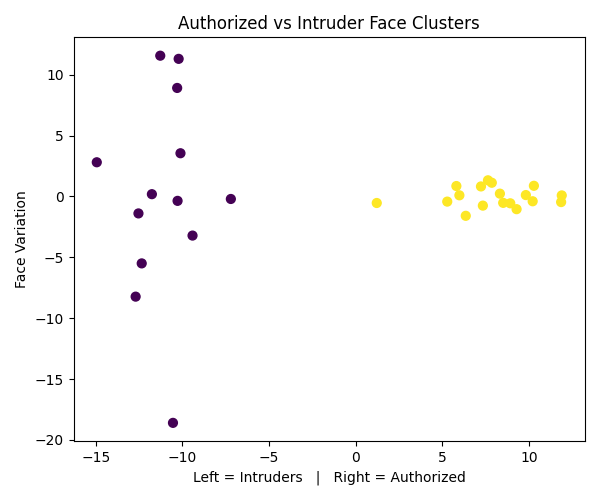 Authorized vs Intruder Face Clusters
Face Variation
10
5
0
−5
−10
−15
−20
−15 −10 −5 0 5 10
Left = Intruders | Right = Authorized